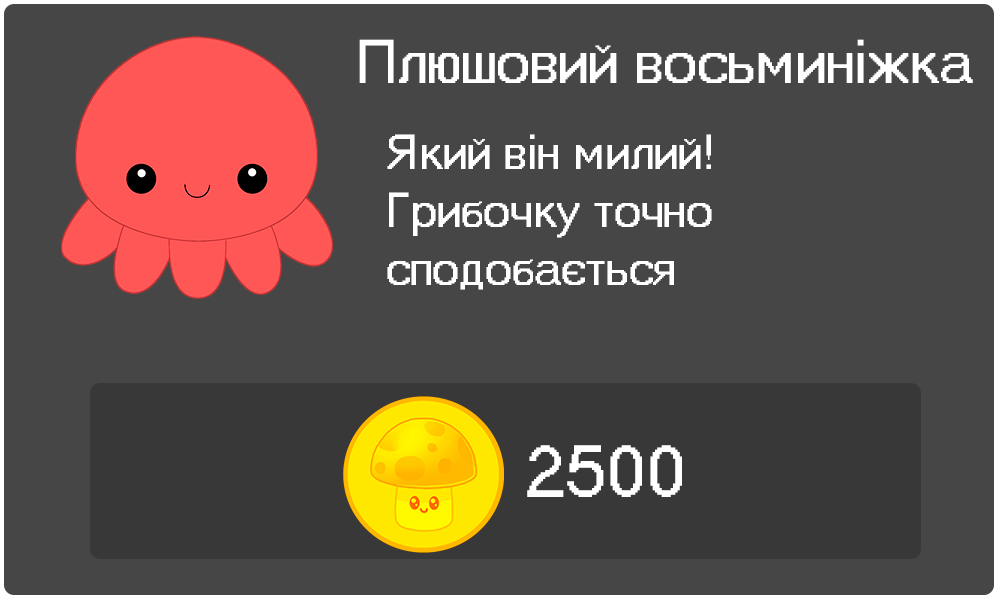 Плюшовий восьминіжка
Який він милий!
Грибочку точно
сподобається
2500